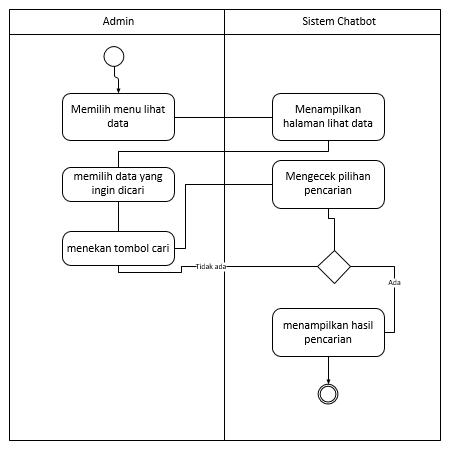 Admin
Sistem Chatbot
Memilih menu lihat
data
Menampilkan
halaman lihat data
memilih data yang
ingin dicari
Mengecek pilihan
pencarian
menekan tombol cari
Tidak ada
Ada
menampilkan hasil
pencarian